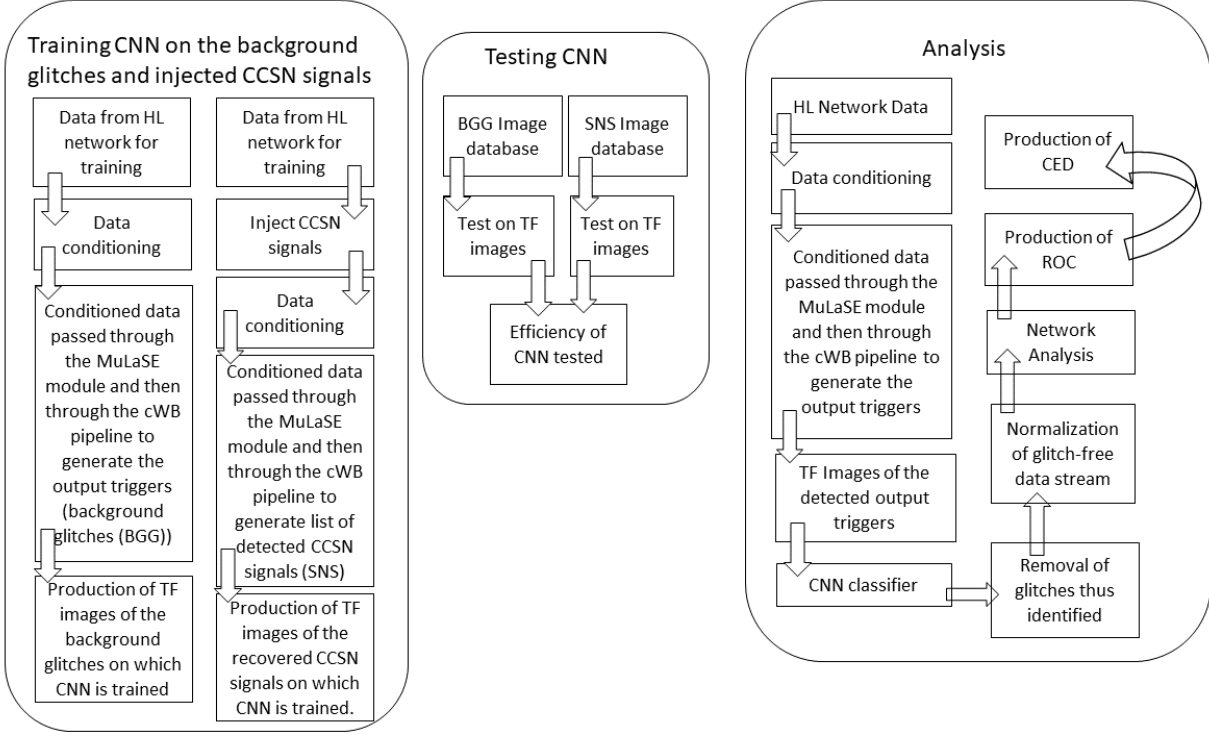 Training CNN on the background
glitches and injected CCSN signals
Data from HL
network for
training
Data
conditioning
Conditioned data
passed through
the MuLaSE
module and then
through the cWB
pipeline to
generate the
output triggers
(background
glitches (BGG))
Production of TF
images of the
background
glitches on which
CNN is trained
Data from HL
network for
training
Inject CCSN
signals
Data
conditioning
Conditioned data
passed through
the MuLaSE
module and then
through the cWB
pipeline to
generate list of
detected CCSN
signals (SNS)
Production of TF
images of the
recovered CCSN
signals on which
CNN is trained.
Testing CNN
BGG Image
database
SNS Image
database
Test on TF
images
Test on TF
images
Efficiency of
CNN tested
Analysis
HL Network Data
Data conditioning
Conditioned data
passed through the
MuLaSE module
and then through
the cWB pipeline to
generate the
output triggers
TF Images of the
detected output
triggers
CNN classifier
Removal of
glitches thus
identified
Normalization
of glitch-free
data stream
Network
Analysis
Production of
ROC
Production of
CED